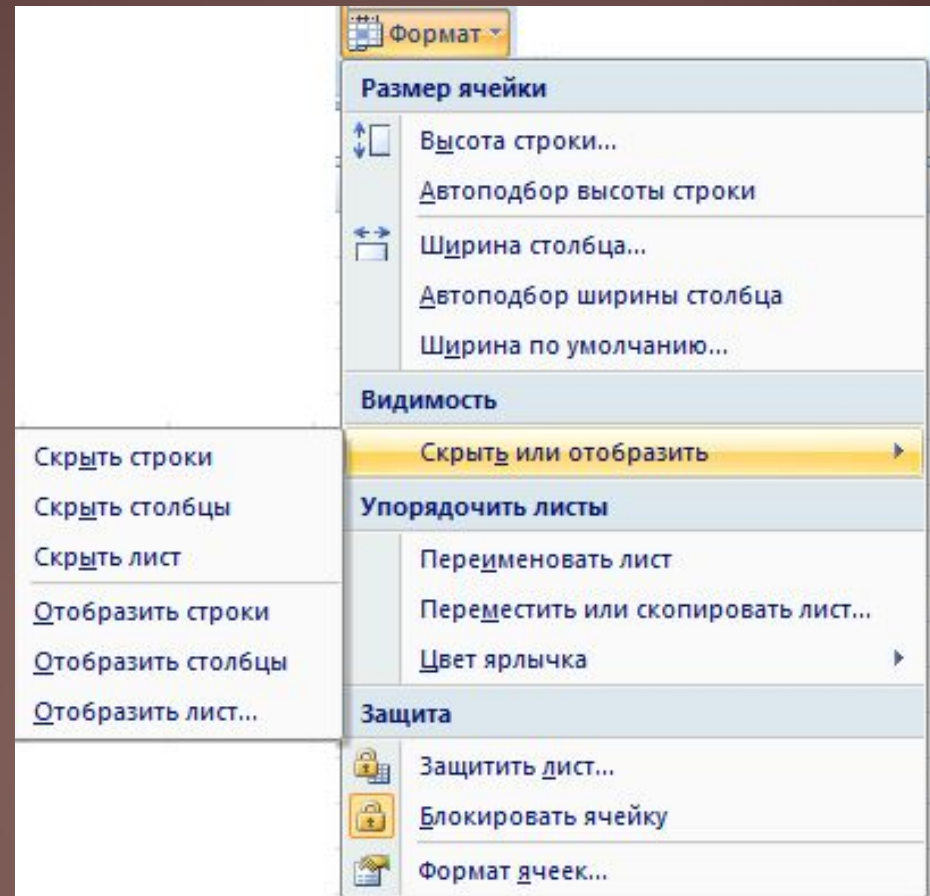 Формат
Размер ячейки
Высота строки...
Автоподбор высоты строки
Ширина столбца...
Автоподбор ширины столбца
Ширина по умолчанию...
Видимость
Скрыть или отобразить
Скрыть строки
Скрыть столбцы
Скрыть лист
Отобразить строки
Отобразить столбцы
Отобразить лист...
Упорядочить листы
Переименовать лист
Переместить или скопировать лист...
Цвет ярлычка
Защита
Защитить лист...
Блокировать ячейку
Формат ячеек...